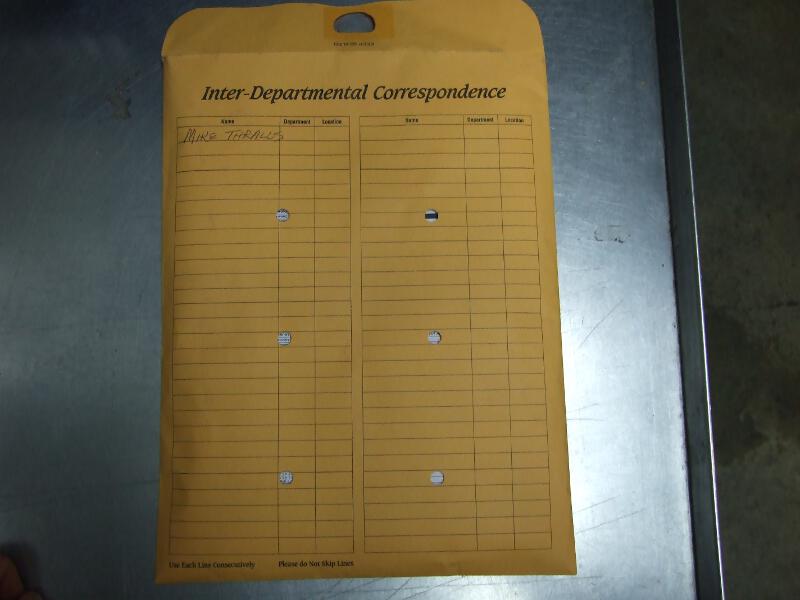 Inter-Departmental Correspondence
Name Department Location Name Department Location
MIKE THRALLS
Use Each Line Consecutively Please do Not Skip Lines